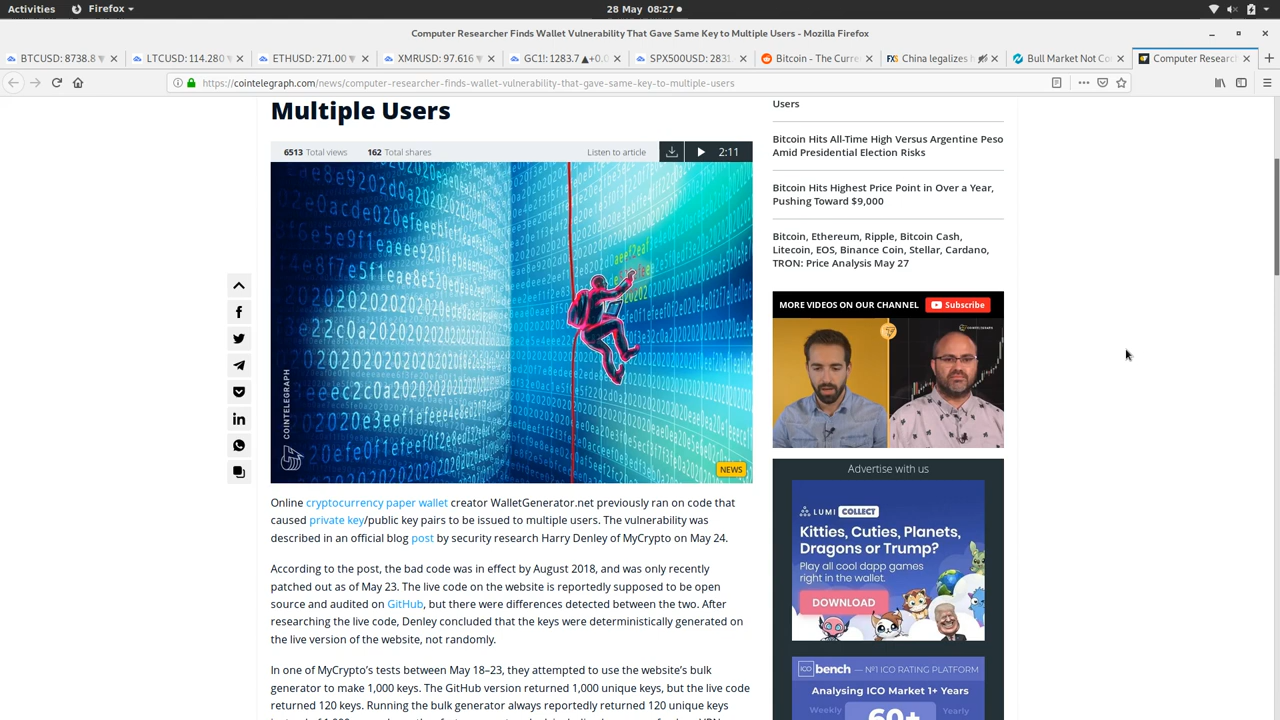 Activities
Firefox
28 May 08:27
Computer Researcher Finds Wallet Vulnerability That Gave Same Key to Multiple Users - Mozilla Firefox
BTCUSD: 8738.8 ▼
LTCUSD: 114.280 ▼
ETHUSD: 271.00 ▼
XMRUSD: 97.616 ▼
GC1!: 1283.7 ▲+0.0
SPX500USD: 2831.
Bitcoin - The Curre
FXS China legalizes h
Bull Market Not Co
Computer Researc
https://cointelegraph.com/news/computer-researcher-finds-wallet-vulnerability-that-gave-same-key-to-multiple-users
Multiple Users
6513 Total views
162 Total shares
Listen to article
2:11
COINTELEGRAPH
NEWS
Online cryptocurrency paper wallet creator WalletGenerator.net previously ran on code that
caused private key/public key pairs to be issued to multiple users. The vulnerability was
described in an official blog post by security research Harry Denley of MyCrypto on May 24.
According to the post, the bad code was in effect by August 2018, and was only recently
patched out as of May 23. The live code on the website is reportedly supposed to be open
source and audited on GitHub, but there were differences detected between the two. After
researching the live code, Denley concluded that the keys were deterministically generated on
the live version of the website, not randomly.
In one of MyCrypto's tests between May 18–23, they attempted to use the website's bulk
generator to make 1,000 keys. The GitHub version returned 1,000 unique keys, but the live code
returned 120 keys. Running the bulk generator always reportedly returned 120 unique keys
Users
Bitcoin Hits All-Time High Versus Argentine Peso
Amid Presidential Election Risks
Bitcoin Hits Highest Price Point in Over a Year,
Pushing Toward $9,000
Bitcoin, Ethereum, Ripple, Bitcoin Cash,
Litecoin, EOS, Binance Coin, Stellar, Cardano,
TRON: Price Analysis May 27
MORE VIDEOS ON OUR CHANNEL
Subscribe
Advertise with us
LUMI COLLECT
Kitties, Cuties, Planets,
Dragons or Trump?
Play all cool dapp games
right in the wallet.
DOWNLOAD
ICO bench — №1 ICO RATING PLATFORM
Analysing ICO Market 1+ Years
Weekly
60+
Yearly